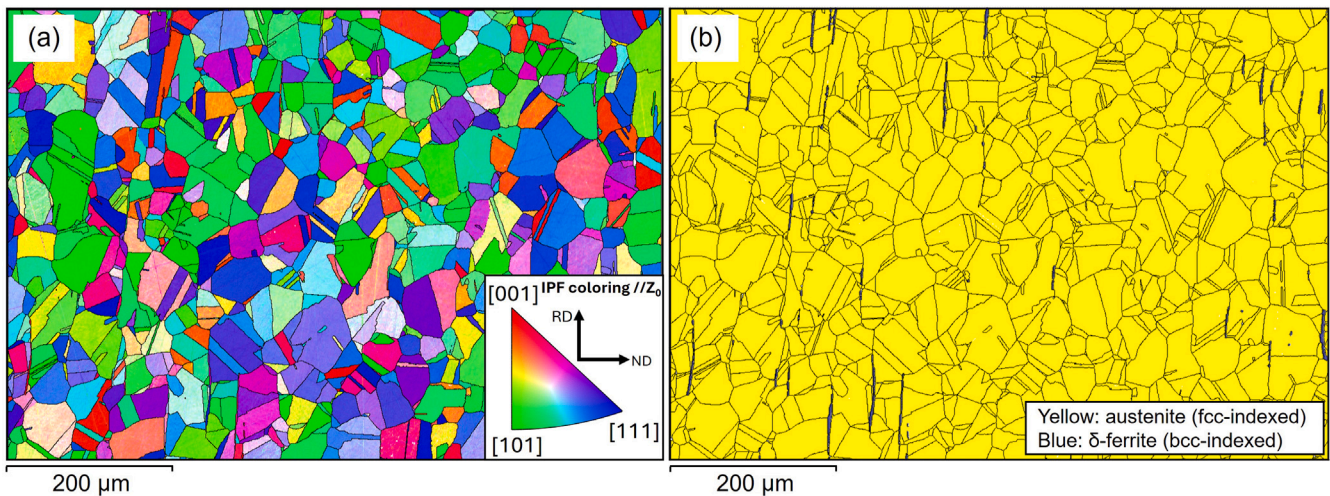 (a)
[001] IPF coloring //Z₀
RD
ND
[101]
[111]
200 μm
(b)
Yellow: austenite (fcc-indexed)
Blue: δ-ferrite (bcc-indexed)
200 μm